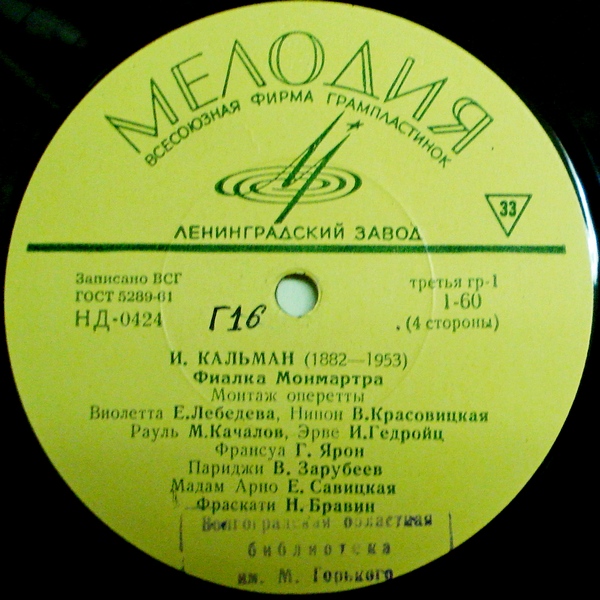 МЕЛОДИЯ
ВСЕСОЮЗНАЯ ФИРМА ГРАМПЛАСТИНОК
ЛЕНИНГРАДСКИЙ ЗАВОД
33
Записано ВСГ
ГОСТ 5289-61
НД-0424
Г16
третья гр-1
1-60
(4 стороны)
И. КАЛЬМАН (1882—1953)
Фиалка Монмартра
Монтаж оперетты
Виолетта Е.Лебедева, Нинон В.Красовицкая
Рауль М.Качалов, Эрве И.Гедройц
Франсуа Г. Ярон
Париджи В. Зарубеев
Мадам Арно Е. Савицкая
Фраскати Н. Бравин
Волгоградская областная
библиотека
им. М. Горького